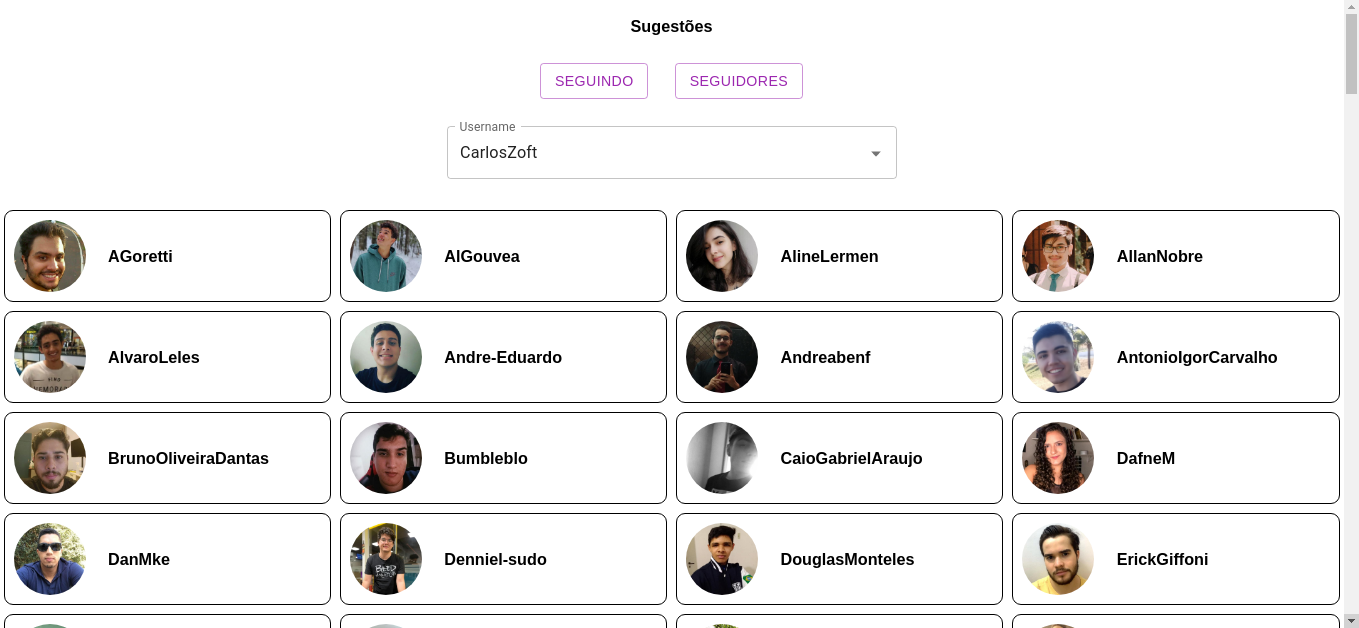 Sugestões
SEGUINDO SEGUIDORES
Username
CarlosZoft
AGoretti AlGouvea AlineLermen AllanNobre
AlvaroLeles Andre-Eduardo Andreabenf AntonioIgorCarvalho
BrunoOliveiraDantas Bumbleblo CaioGabrielAraujo DafneM
DanMke Denniel-sudo DouglasMonteles ErickGiffoni